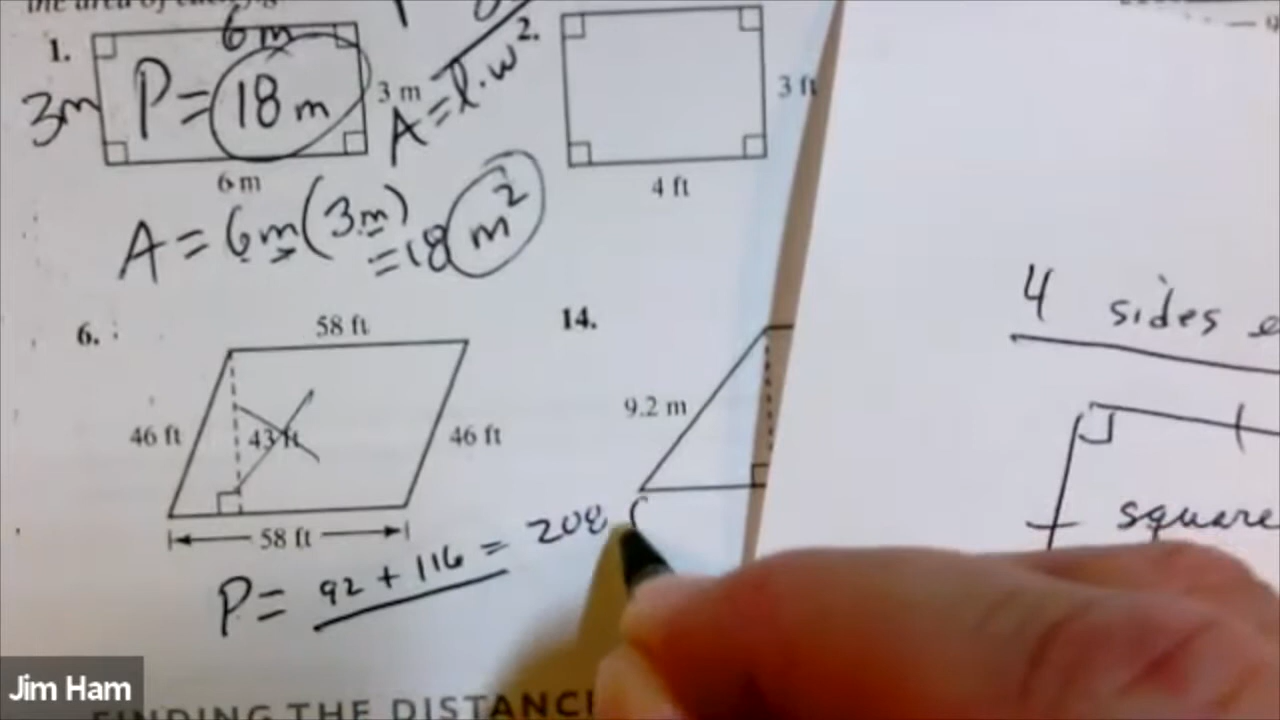 1.
6m
P = 18 m
3m
3 m
6 m
A = l·w
A = 6m(3m)
= 18 m²
2.
3 ft
4 ft
6.
58 ft
46 ft
43 ft
46 ft
58 ft
P = 92 + 116 = 208
14.
9.2 m
4 sides
square
FINDING THE DISTANC
Jim Ham